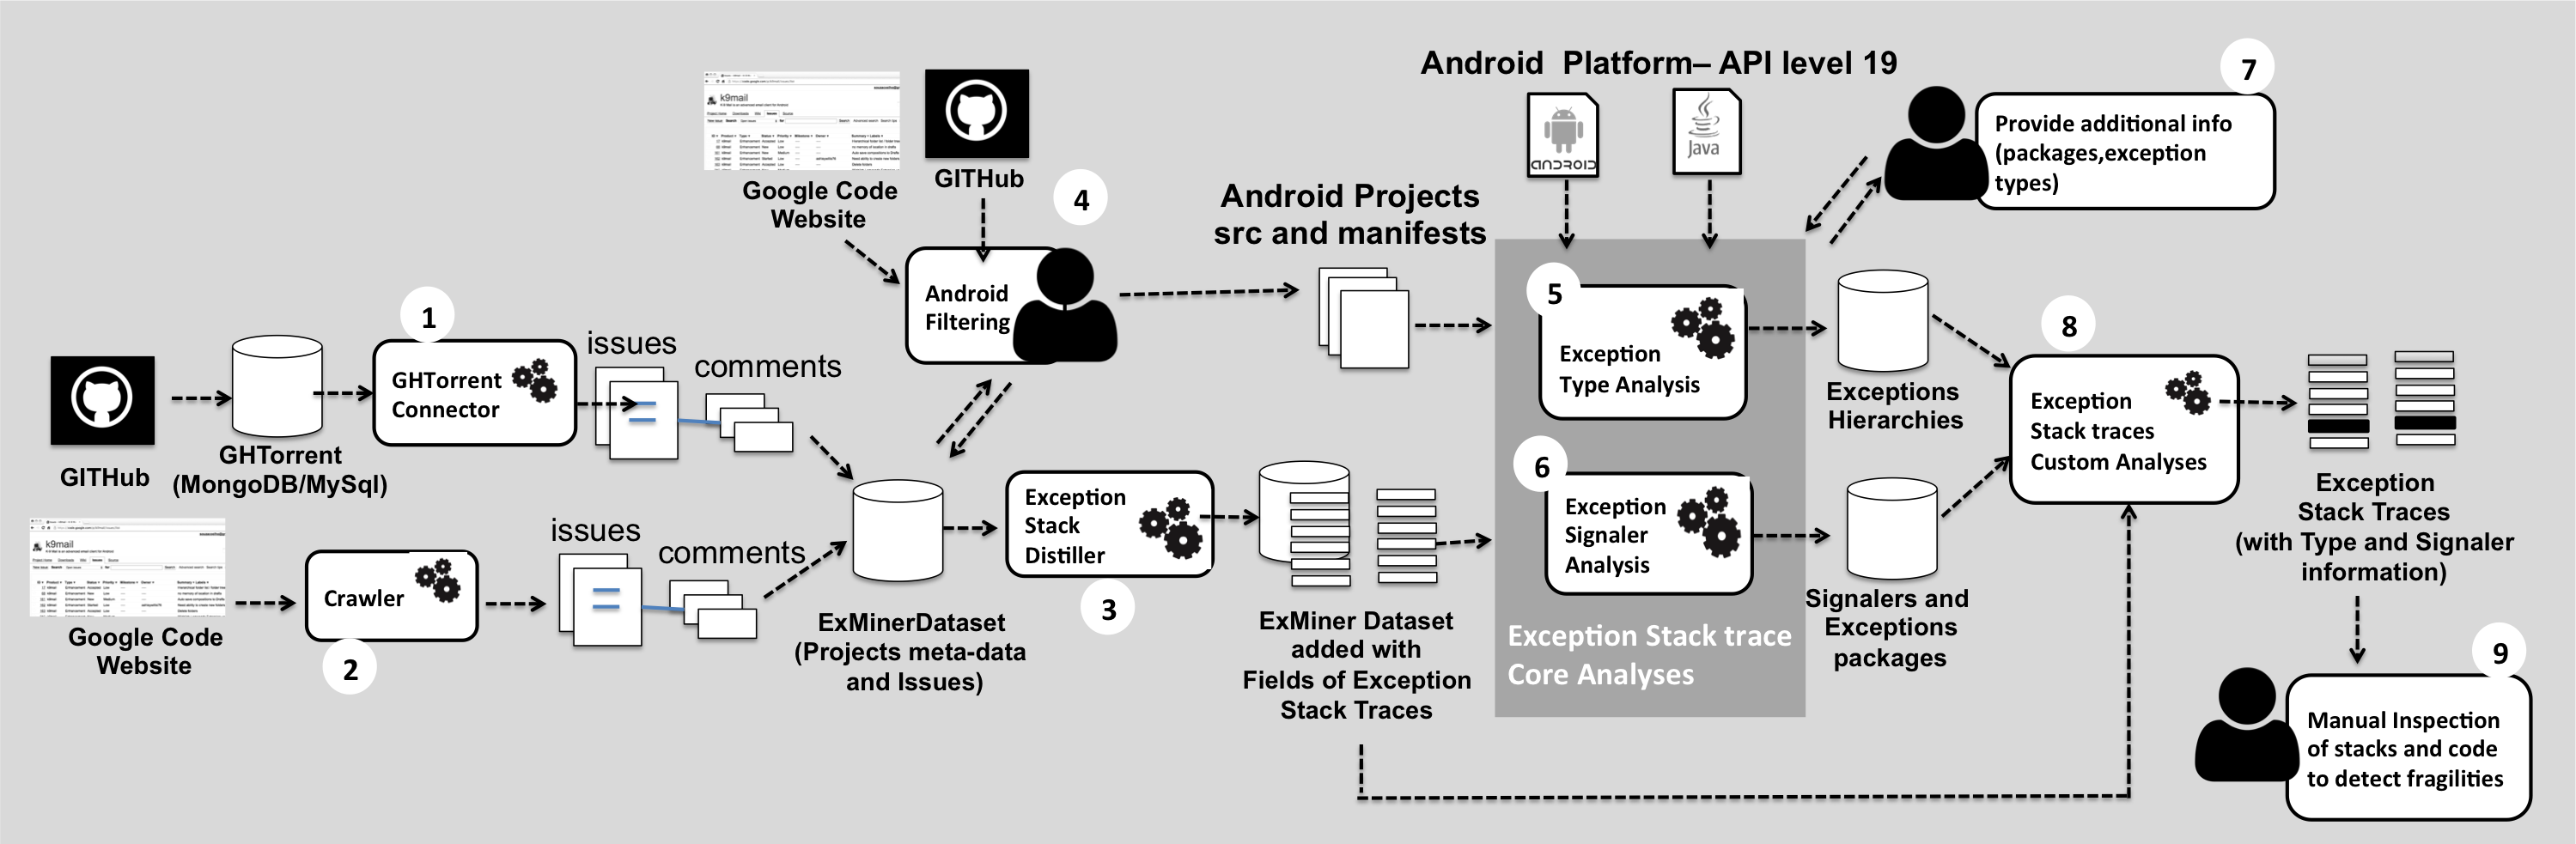 Android  Platform– API level 19
7
k9mail
GITHub
Google Code
Website
4
ANDROID
Java
Provide additional info
(packages,exception
types)
Android Projects
src and manifests
Android
Filtering
1
GITHub
GHTorrent
(MongoDB/MySql)
GHTorrent
Connector
issues
comments
k9mail
Google Code
Website
Crawler
2
issues
comments
ExMinerDataset
(Projects meta-data
and Issues)
Exception
Stack
Distiller
3
ExMiner Dataset
added with
Fields of Exception
Stack Traces
5
Exception
Type Analysis
6
Exception
Signaler
Analysis
Exception Stack trace
Core Analyses
Exceptions
Hierarchies
Signalers and
Exceptions
packages
8
Exception
Stack traces
Custom Analyses
Exception
Stack Traces
(with Type and Signaler
information)
9
Manual Inspection
of stacks and code
to detect fragilities